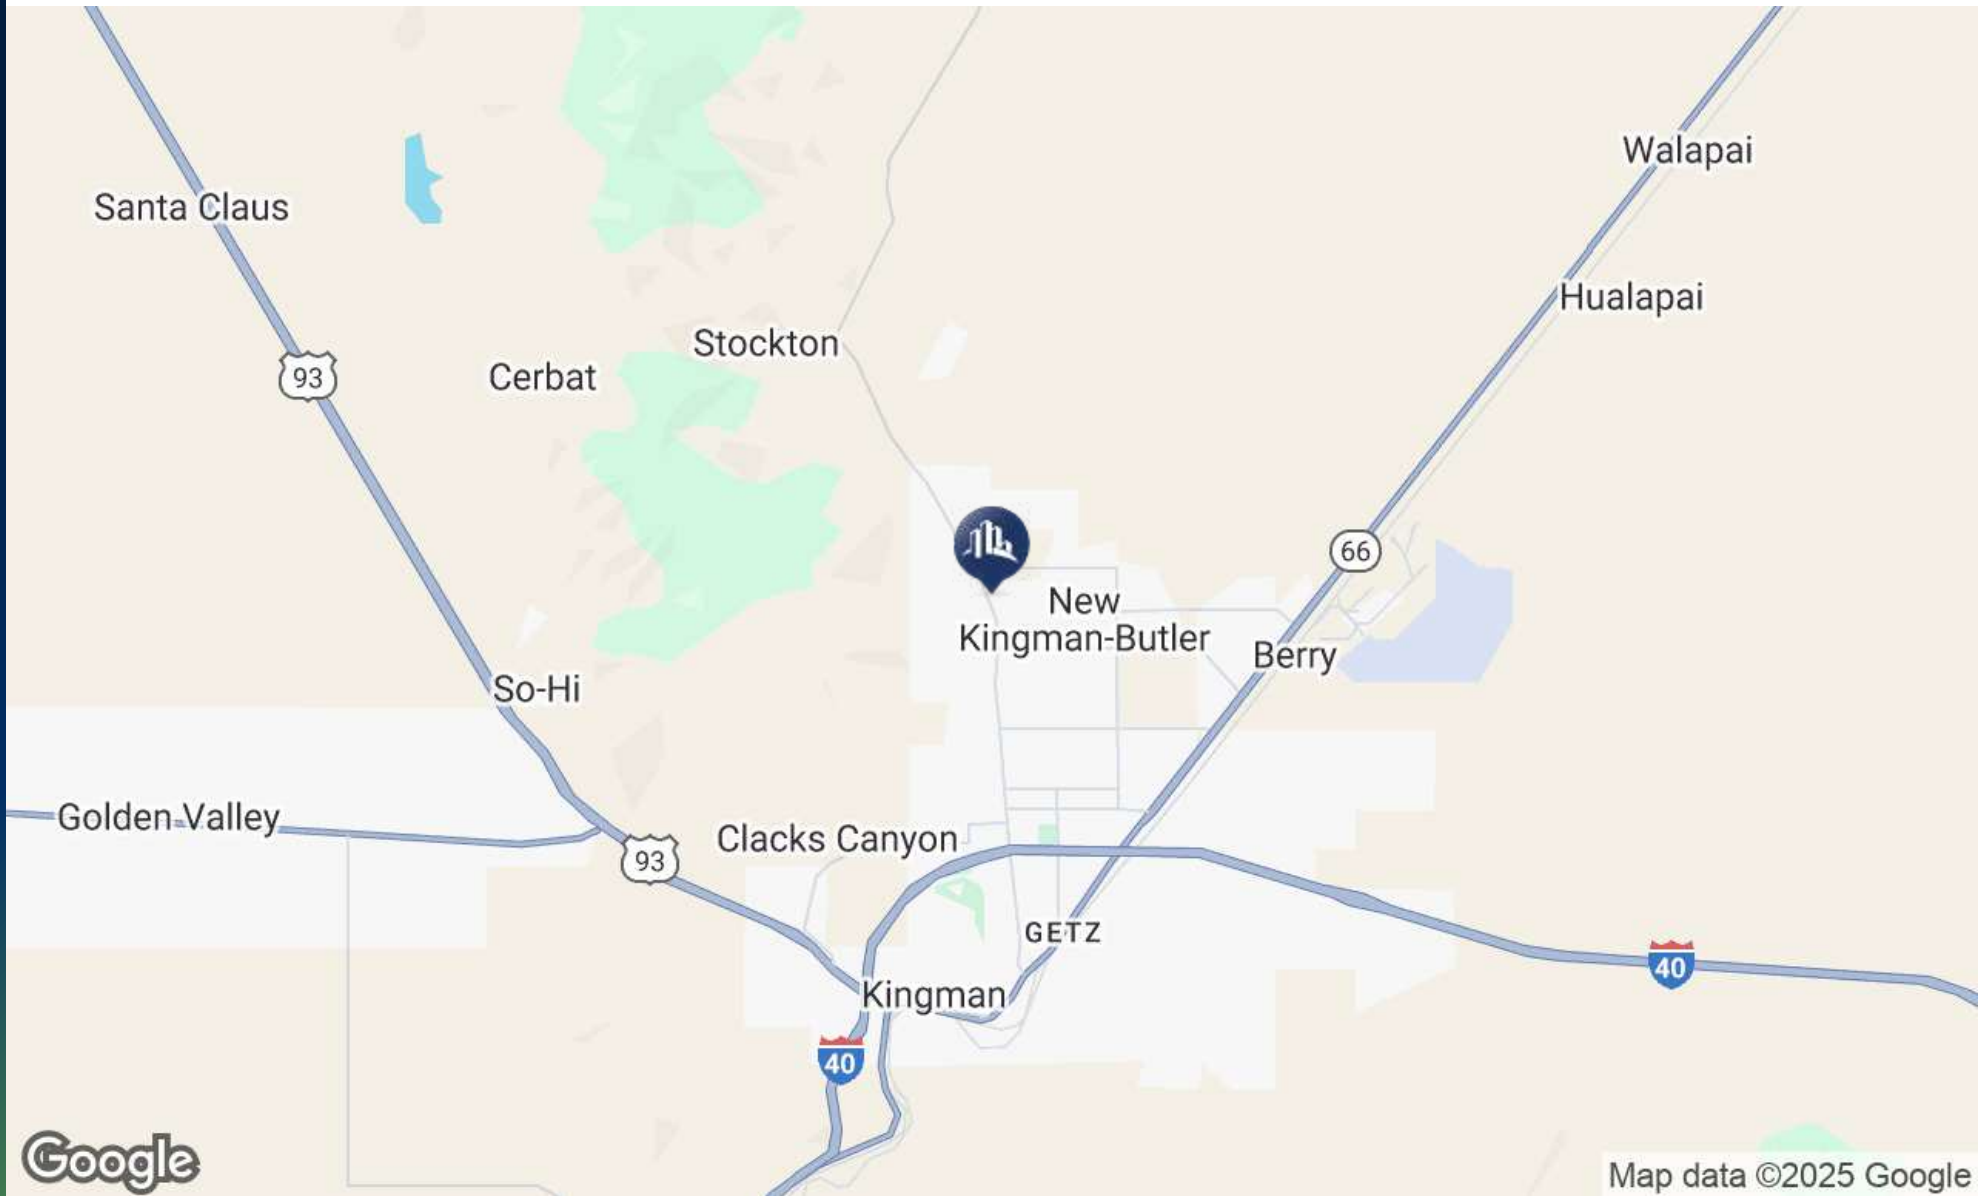 Walapai
Santa Claus
Hualapai
Stockton
93
Cerbat
66
New
Kingman-Butler
Berry
So-Hi
Golden Valley
Clacks Canyon
93
GETZ
40
Kingman
40
Google
Map data ©2025 Google